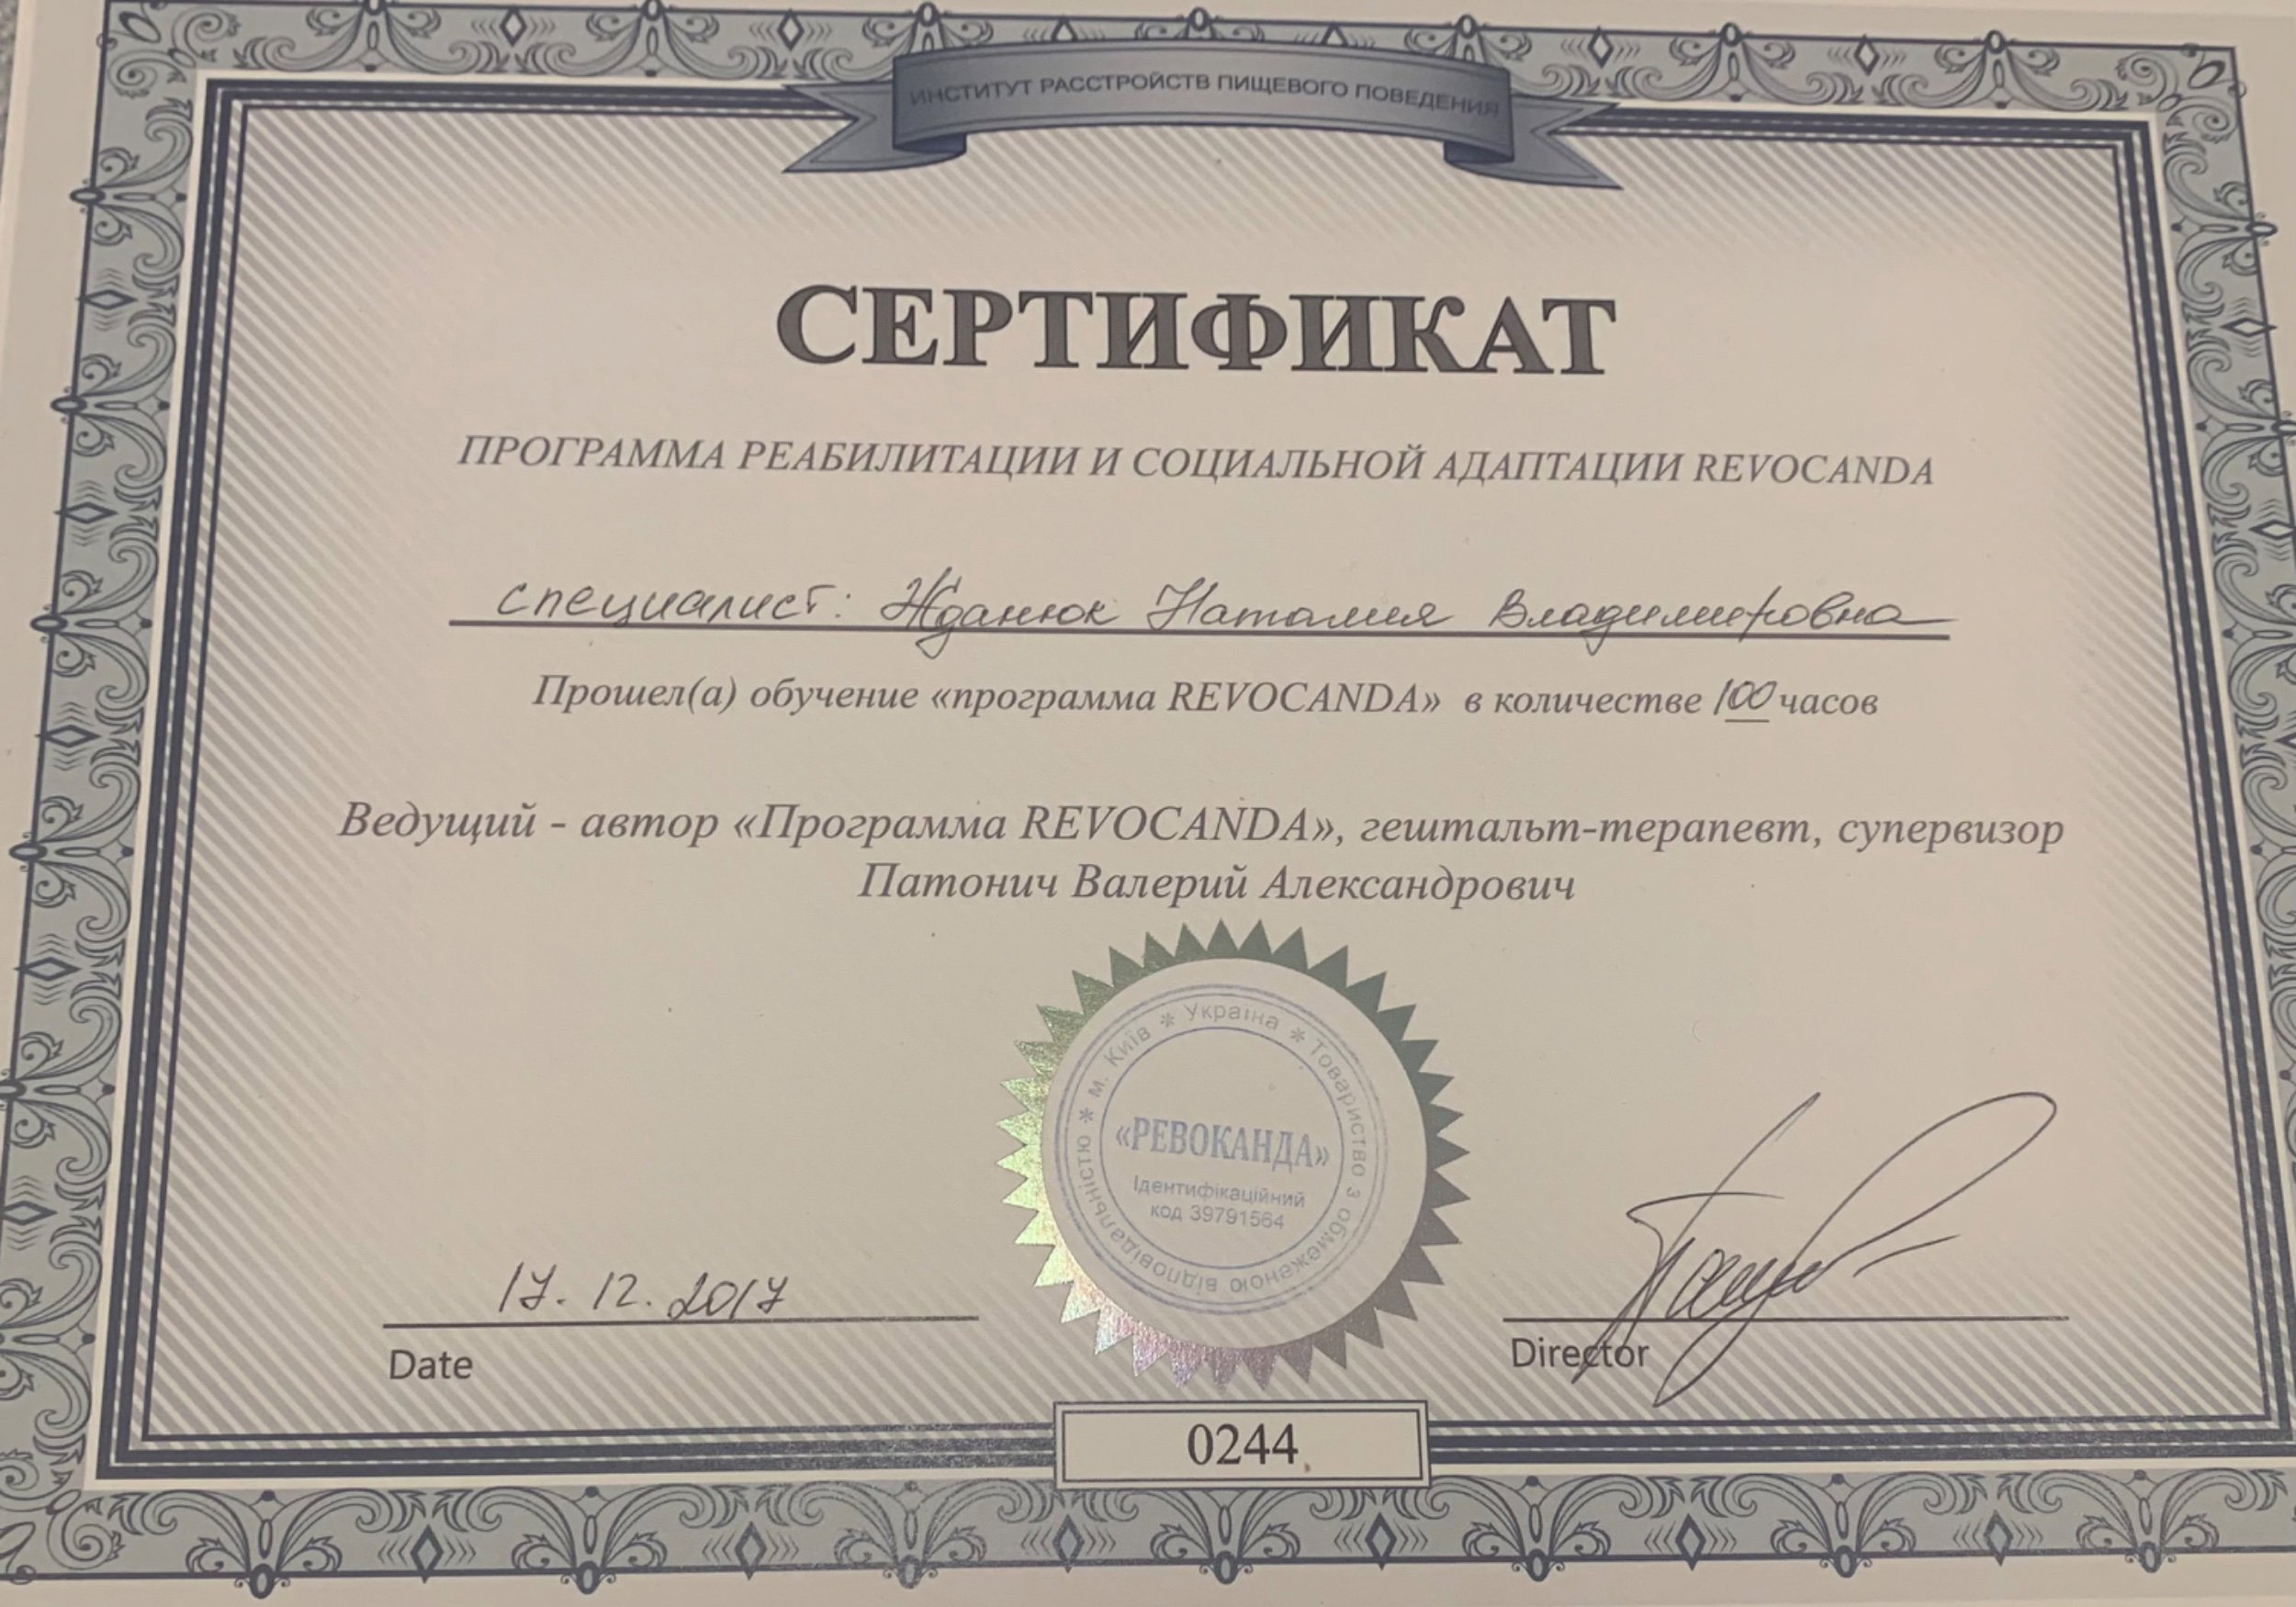 ИНСТИТУТ РАССТРОЙСТВ ПИЩЕВОГО ПОВЕДЕНИЯ
СЕРТИФИКАТ
ПРОГРАММА РЕАБИЛИТАЦИИ И СОЦИАЛЬНОЙ АДАПТАЦИИ REVOCANDA
специалист: Жданюк Наталия Владимировна
Прошел(а) обучение «программа REVOCANDA» в количестве 100 часов
Ведущий - автор «Программа REVOCANDA», гештальт-терапевт, супервизор
Патонич Валерий Александрович
* м. Київ * Україна * Товариство з обмеженою відповідальністю
«РЕВОКАНДА»
Ідентифікаційний
код 39791564
17.12.2017
Date
Director
0244